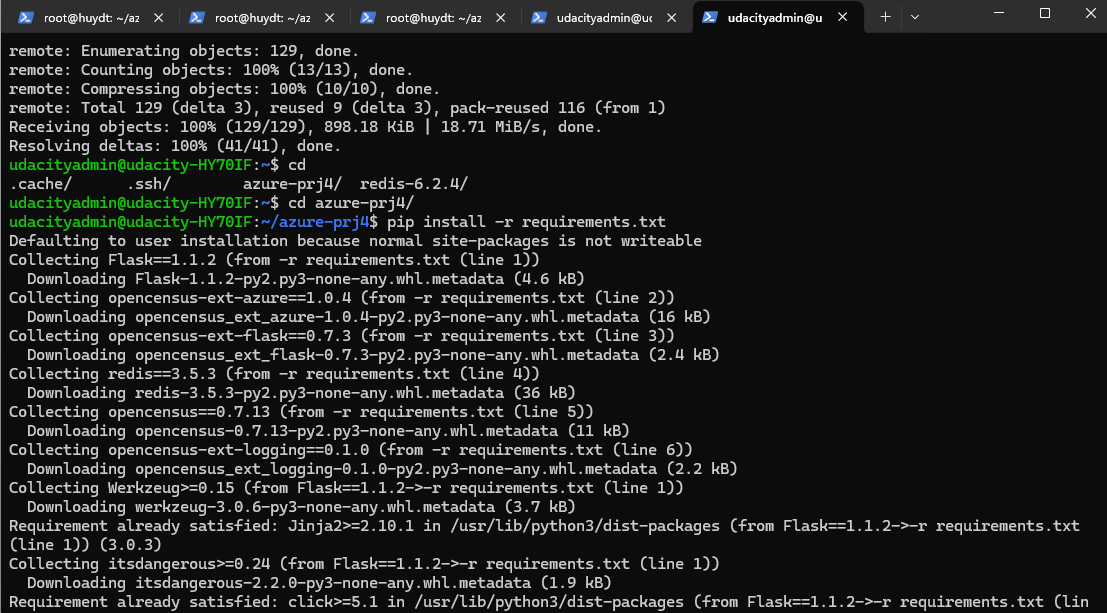 root@huydt: ~/az
root@huydt: ~/az
root@huydt: ~/az
udacityadmin@uc
udacityadmin@u
remote: Enumerating objects: 129, done.
remote: Counting objects: 100% (13/13), done.
remote: Compressing objects: 100% (10/10), done.
remote: Total 129 (delta 3), reused 9 (delta 3), pack-reused 116 (from 1)
Receiving objects: 100% (129/129), 898.18 KiB | 18.71 MiB/s, done.
Resolving deltas: 100% (41/41), done.
udacityadmin@udacity-HY70IF:~$ cd
.cache/      .ssh/        azure-prj4/  redis-6.2.4/
udacityadmin@udacity-HY70IF:~$ cd azure-prj4/
udacityadmin@udacity-HY70IF:~/azure-prj4$ pip install -r requirements.txt
Defaulting to user installation because normal site-packages is not writeable
Collecting Flask==1.1.2 (from -r requirements.txt (line 1))
  Downloading Flask-1.1.2-py2.py3-none-any.whl.metadata (4.6 kB)
Collecting opencensus-ext-azure==1.0.4 (from -r requirements.txt (line 2))
  Downloading opencensus_ext_azure-1.0.4-py2.py3-none-any.whl.metadata (16 kB)
Collecting opencensus-ext-flask==0.7.3 (from -r requirements.txt (line 3))
  Downloading opencensus_ext_flask-0.7.3-py2.py3-none-any.whl.metadata (2.4 kB)
Collecting redis==3.5.3 (from -r requirements.txt (line 4))
  Downloading redis-3.5.3-py2.py3-none-any.whl.metadata (36 kB)
Collecting opencensus==0.7.13 (from -r requirements.txt (line 5))
  Downloading opencensus-0.7.13-py2.py3-none-any.whl.metadata (11 kB)
Collecting opencensus-ext-logging==0.1.0 (from -r requirements.txt (line 6))
  Downloading opencensus_ext_logging-0.1.0-py2.py3-none-any.whl.metadata (2.2 kB)
Collecting Werkzeug>=0.15 (from Flask==1.1.2->-r requirements.txt (line 1))
  Downloading werkzeug-3.0.6-py3-none-any.whl.metadata (3.7 kB)
Requirement already satisfied: Jinja2>=2.10.1 in /usr/lib/python3/dist-packages (from Flask==1.1.2->-r requirements.txt
(line 1)) (3.0.3)
Collecting itsdangerous>=0.24 (from Flask==1.1.2->-r requirements.txt (line 1))
  Downloading itsdangerous-2.2.0-py3-none-any.whl.metadata (1.9 kB)
Requirement already satisfied: click>=5.1 in /usr/lib/python3/dist-packages (from Flask==1.1.2->-r requirements.txt (lin